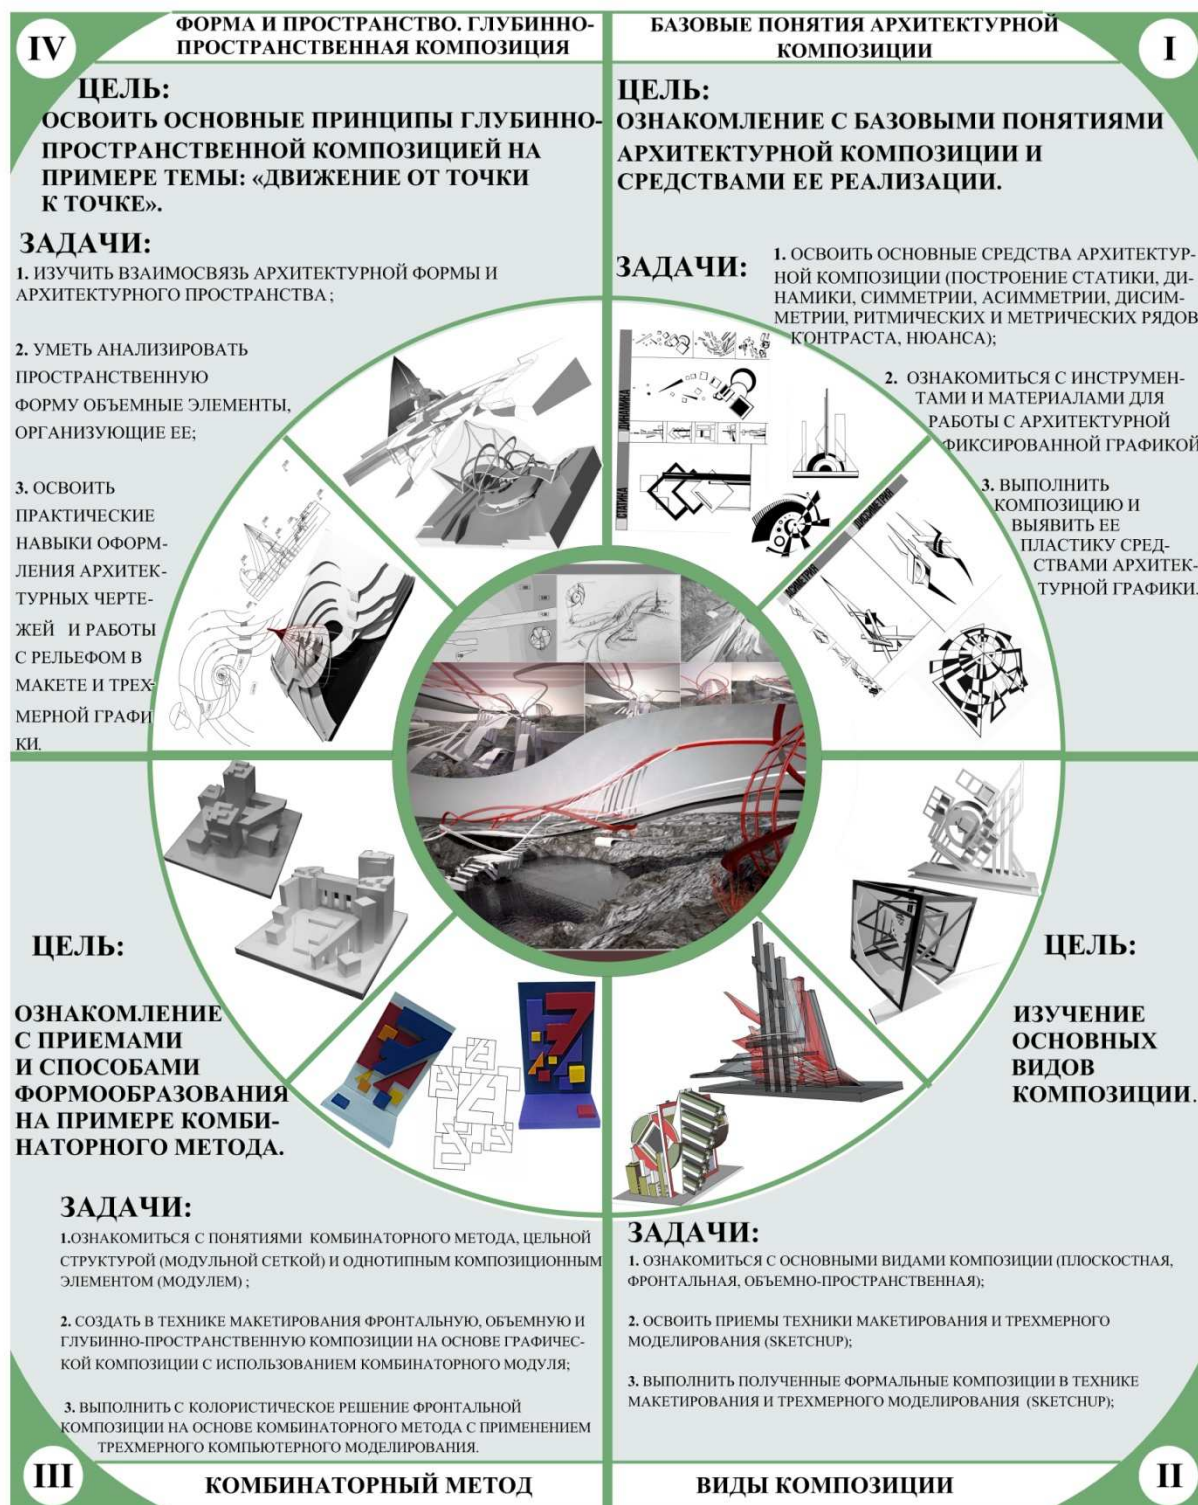 IV
ФОРМА И ПРОСТРАНСТВО. ГЛУБИННО-
ПРОСТРАНСТВЕННАЯ КОМПОЗИЦИЯ
ЦЕЛЬ:
ОСВОИТЬ ОСНОВНЫЕ ПРИНЦИПЫ ГЛУБИННО-
ПРОСТРАНСТВЕННОЙ КОМПОЗИЦИЕЙ НА
ПРИМЕРЕ ТЕМЫ: «ДВИЖЕНИЕ ОТ ТОЧКИ
К ТОЧКЕ».
ЗАДАЧИ:
1. ИЗУЧИТЬ ВЗАИМОСВЯЗЬ АРХИТЕКТУРНОЙ ФОРМЫ И
АРХИТЕКТУРНОГО ПРОСТРАНСТВА;
2. УМЕТЬ АНАЛИЗИРОВАТЬ
ПРОСТРАНСТВЕННУЮ
ФОРМУ ОБЪЕМНЫЕ ЭЛЕМЕНТЫ,
ОРГАНИЗУЮЩИЕ ЕЕ;
3. ОСВОИТЬ
ПРАКТИЧЕСКИЕ
НАВЫКИ ОФОРМ-
ЛЕНИЯ АРХИТЕК-
ТУРНЫХ ЧЕРТЕ-
ЖЕЙ И РАБОТЫ
С РЕЛЬЕФОМ В
МАКЕТЕ И ТРЕХ-
МЕРНОЙ ГРАФИ
КИ.
БАЗОВЫЕ ПОНЯТИЯ АРХИТЕКТУРНОЙ
КОМПОЗИЦИИ
I
ЦЕЛЬ:
ОЗНАКОМЛЕНИЕ С БАЗОВЫМИ ПОНЯТИЯМИ
АРХИТЕКТУРНОЙ КОМПОЗИЦИИ И
СРЕДСТВАМИ ЕЕ РЕАЛИЗАЦИИ.
ЗАДАЧИ:
1. ОСВОИТЬ ОСНОВНЫЕ СРЕДСТВА АРХИТЕКТУР-
НОЙ КОМПОЗИЦИИ (ПОСТРОЕНИЕ СТАТИКИ, ДИ-
НАМИКИ, СИММЕТРИИ, АСИММЕТРИИ, ДИСИМ-
МЕТРИИ, РИТМИЧЕСКИХ И МЕТРИЧЕСКИХ РЯДОВ
КОНТРАСТА, НЮАНСА);
2. ОЗНАКОМИТЬСЯ С ИНСТРУМЕН-
ТАМИ И МАТЕРИАЛАМИ ДЛЯ
РАБОТЫ С АРХИТЕКТУРНОЙ
ФИКСИРОВАННОЙ ГРАФИКОЙ
3. ВЫПОЛНИТЬ
КОМПОЗИЦИЮ И
ВЫЯВИТЬ ЕЕ
ПЛАСТИКУ СРЕД-
СТВАМИ АРХИТЕК-
ТУРНОЙ ГРАФИКИ.
ДИНАМИКА
СТАТИКА
АСИМЕТРИЯ
ДИССИМЕТРИЯ
ЦЕЛЬ:
ОЗНАКОМЛЕНИЕ
С ПРИЕМАМИ
И СПОСОБАМИ
ФОРМООБРАЗОВАНИЯ
НА ПРИМЕРЕ КОМБИ-
НАТОРНОГО МЕТОДА.
ЗАДАЧИ:
1.ОЗНАКОМИТЬСЯ С ПОНЯТИЯМИ КОМБИНАТОРНОГО МЕТОДА, ЦЕЛЬНОЙ
СТРУКТУРОЙ (МОДУЛЬНОЙ СЕТКОЙ) И ОДНОТИПНЫМ КОМПОЗИЦИОННЫМ
ЭЛЕМЕНТОМ (МОДУЛЕМ) ;
2. СОЗДАТЬ В ТЕХНИКЕ МАКЕТИРОВАНИЯ ФРОНТАЛЬНУЮ, ОБЪЕМНУЮ И
ГЛУБИННО-ПРОСТРАНСТВЕННУЮ КОМПОЗИЦИИ НА ОСНОВЕ ГРАФИЧЕС-
КОЙ КОМПОЗИЦИИ С ИСПОЛЬЗОВАНИЕМ КОМБИНАТОРНОГО МОДУЛЯ;
3. ВЫПОЛНИТЬ С КОЛОРИСТИЧЕСКОЕ РЕШЕНИЕ ФРОНТАЛЬНОЙ
КОМПОЗИЦИИ НА ОСНОВЕ КОМБИНАТОРНОГО МЕТОДА С ПРИМЕНЕНИЕМ
ТРЕХМЕРНОГО КОМПЬЮТЕРНОГО МОДЕЛИРОВАНИЯ.
III
КОМБИНАТОРНЫЙ МЕТОД
ЦЕЛЬ:
ИЗУЧЕНИЕ
ОСНОВНЫХ
ВИДОВ
КОМПОЗИЦИИ.
ЗАДАЧИ:
1. ОЗНАКОМИТЬСЯ С ОСНОВНЫМИ ВИДАМИ КОМПОЗИЦИИ (ПЛОСКОСТНАЯ,
ФРОНТАЛЬНАЯ, ОБЪЕМНО-ПРОСТРАНСТВЕННАЯ);
2. ОСВОИТЬ ПРИЕМЫ ТЕХНИКИ МАКЕТИРОВАНИЯ И ТРЕХМЕРНОГО
МОДЕЛИРОВАНИЯ (SKETCHUP);
3. ВЫПОЛНИТЬ ПОЛУЧЕННЫЕ ФОРМАЛЬНЫЕ КОМПОЗИЦИИ В ТЕХНИКЕ
МАКЕТИРОВАНИЯ И ТРЕХМЕРНОГО МОДЕЛИРОВАНИЯ (SKETCHUP);
ВИДЫ КОМПОЗИЦИИ
II